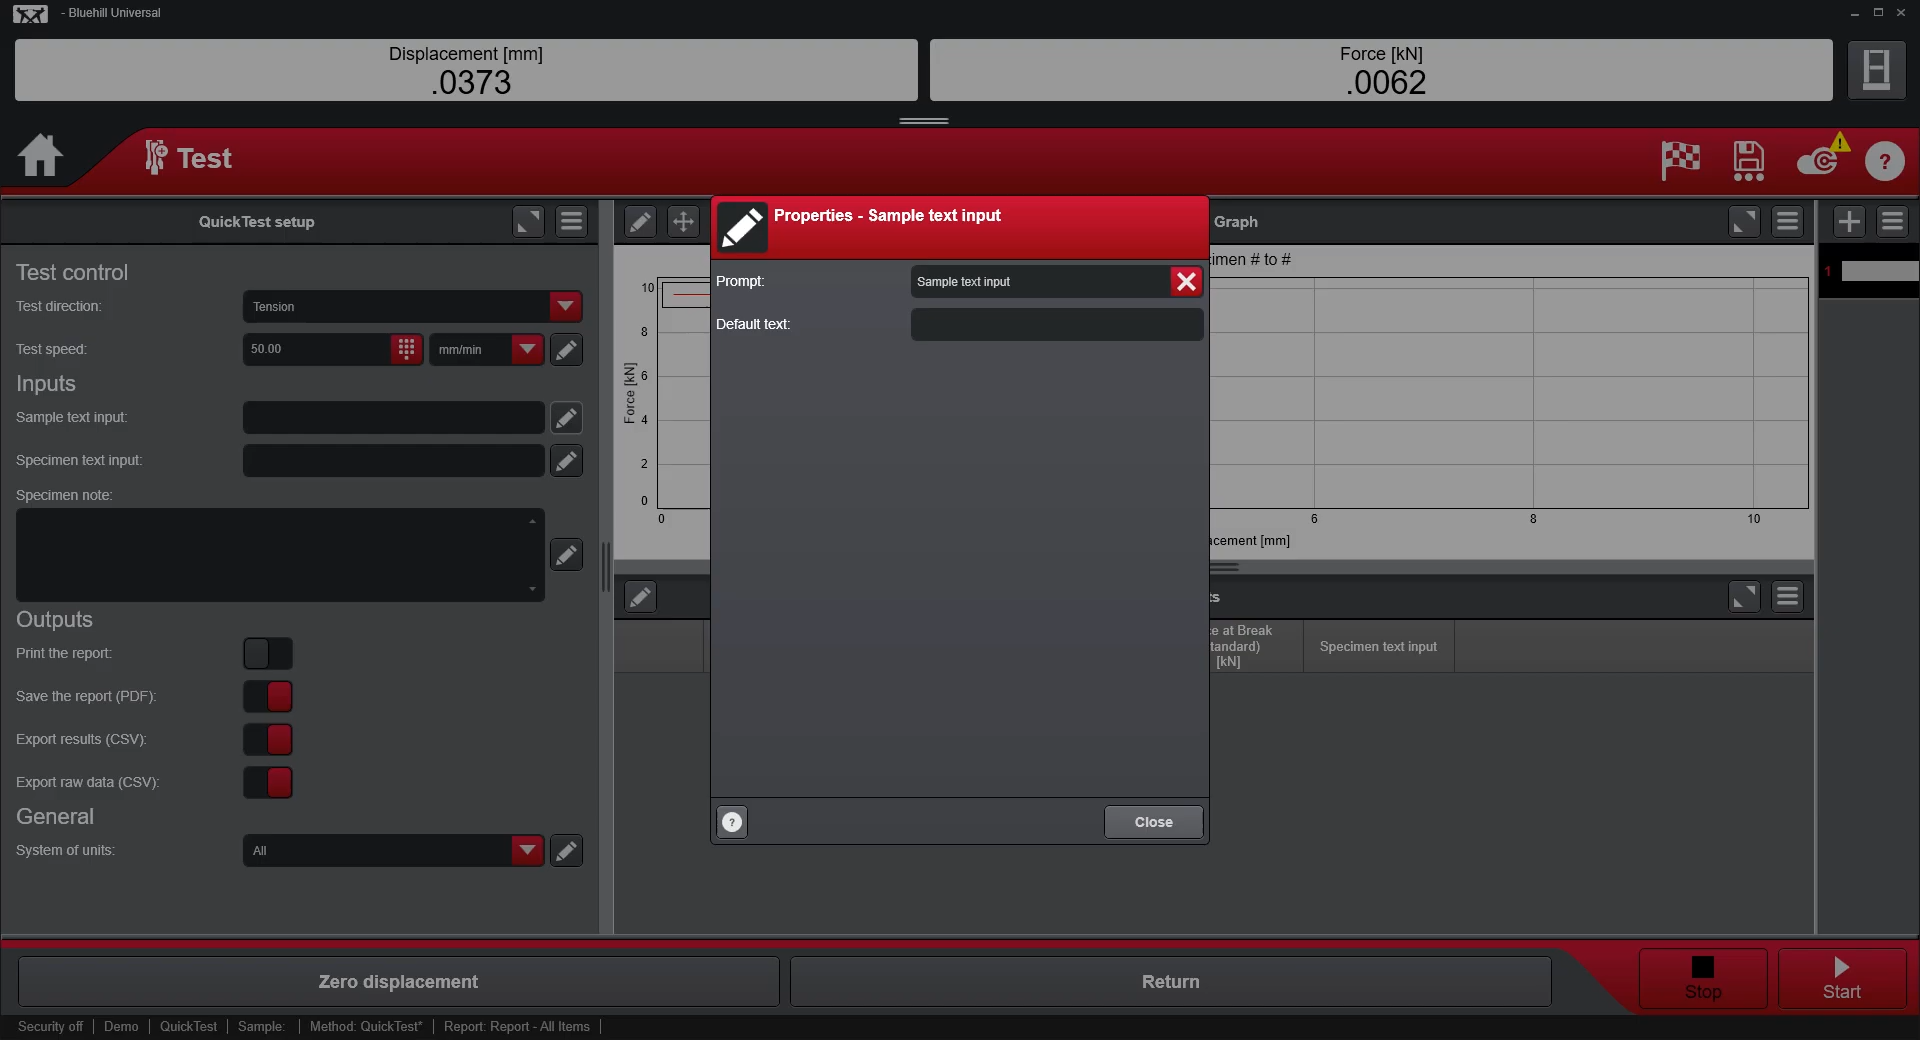 - Bluehill Universal
Displacement [mm]
.0373
Force [kN]
.0062
Test
?
QuickTest setup
Test control
Test direction:
Tension
Test speed:
50.00
mm/min
Inputs
Sample text input:
Specimen text input:
Specimen note:
Outputs
Print the report:
Save the report (PDF):
Export results (CSV):
Export raw data (CSV):
General
System of units:
All
Properties - Sample text input
Prompt:
Sample text input
Default text:
?
Close
Graph
imen # to #
Force [kN]
10
8
6
4
2
0
0
6
8
10
acement [mm]
ts
e at Break
tandard)
[kN]
Specimen text input
1
Zero displacement
Return
Stop
Start
Security off
Demo
QuickTest
Sample:
Method: QuickTest*
Report: Report - All Items